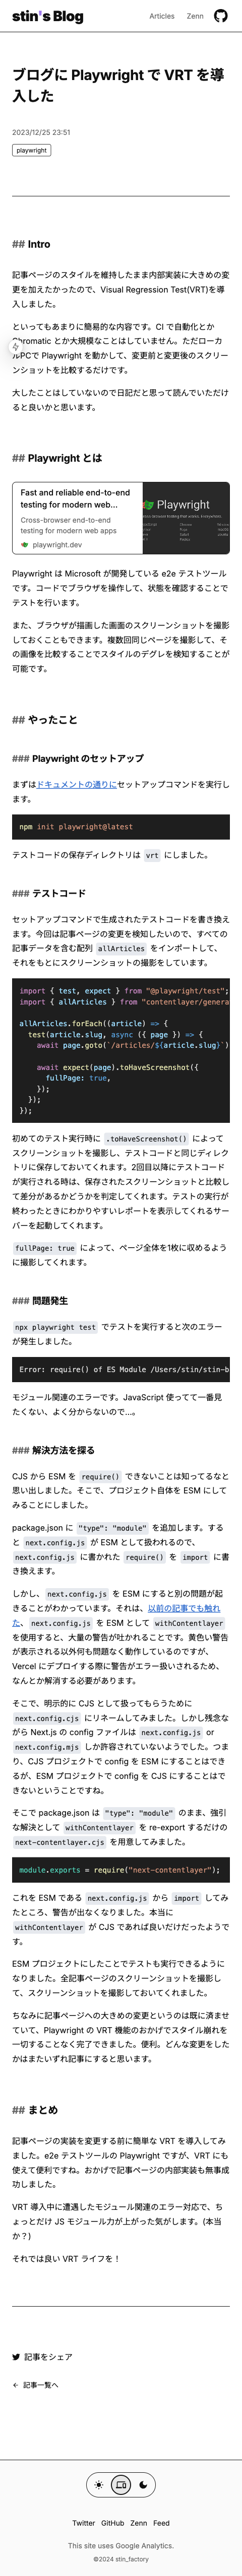 stin's Blog
Articles
Zenn
ブログに Playwright で VRT を導
入した
2023/12/25 23:51
playwright
## Intro
記事ページのスタイルを維持したまま内部実装に大きめの変
更を加えたかったので、Visual Regression Test(VRT)を導
入しました。
といってもあまりに簡易的な内容です。CI で自動化とか
Chromatic とか大規模なことはしていません。ただローカ
ルPCで Playwright を動かして、変更前と変更後のスクリー
ンショットを比較するだけです。
大したことはしていないので日記だと思って読んでいただけ
ると良いかと思います。
## Playwright とは
Fast and reliable end-to-end
testing for modern web...
Cross-browser end-to-end
testing for modern web apps
playwright.dev
Playwright
Playwright は Microsoft が開発している e2e テストツール
です。コードでブラウザを操作して、状態を確認することで
テストを行います。
また、ブラウザが描画した画面のスクリーンショットを撮影
しておくこともできます。複数回同じページを撮影して、そ
の画像を比較することでスタイルのデグレを検知することが
可能です。
## やったこと
### Playwright のセットアップ
まずはドキュメントの通りにセットアップコマンドを実行し
ます。
npm init playwright@latest
テストコードの保存ディレクトリは vrt にしました。
### テストコード
セットアップコマンドで生成されたテストコードを書き換え
ます。今回は記事ページの変更を検知したいので、すべての
記事データを含む配列 allArticles をインポートして、
それをもとにスクリーンショットの撮影をしています。
import { test, expect } from "@playwright/test";
import { allArticles } from "contentlayer/genera
allArticles.forEach((article) => {
test(article.slug, async ({ page }) => {
await page.goto(`/articles/${article.slug}`)
await expect(page).toHaveScreenshot({
fullPage: true,
});
});
});
初めてのテスト実行時に .toHaveScreenshot() によって
スクリーンショットを撮影し、テストコードと同じディレク
トリに保存しておいてくれます。2回目以降にテストコード
が実行される時は、保存されたスクリーンショットと比較し
て差分があるかどうかを判定してくれます。テストの実行が
終わったときにわかりやすいレポートを表示してくれるサー
バーを起動してくれます。
fullPage: true によって、ページ全体を1枚に収めるよう
に撮影してくれます。
### 問題発生
npx playwright test でテストを実行すると次のエラー
が発生しました。
Error: require() of ES Module /Users/stin/stin-b
モジュール関連のエラーです。JavaScript 使ってて一番見
たくない、よく分からないので...。
### 解決方法を探る
CJS から ESM を require() できないことは知ってるなと
思い出しました。そこで、プロジェクト自体を ESM にして
みることにしました。
package.json に "type": "module" を追加します。する
と next.config.js が ESM として扱われるので、
next.config.js に書かれた require() を import に書
き換えます。
しかし、 next.config.js を ESM にすると別の問題が起
きることがわかっています。それは、以前の記事でも触れ
た、 next.config.js を ESM として withContentlayer
を使用すると、大量の警告が吐かれることです。黄色い警告
が表示される以外何も問題なく動作しているのですが、
Vercel にデプロイする際に警告がエラー扱いされるため、
なんとか解消する必要があります。
そこで、明示的に CJS として扱ってもらうために
next.config.cjs にリネームしてみました。しかし残念な
がら Next.js の config ファイルは next.config.js or
next.config.mjs しか許容されていないようでした。つま
り、CJS プロジェクトで config を ESM にすることはでき
るが、ESM プロジェクトで config を CJS にすることはでき
ないということですね。
そこで package.json は "type": "module" のまま、強引
な解決として withContentlayer を re-export するだけの
next-contentlayer.cjs を用意してみました。
module.exports = require("next-contentlayer");
これを ESM である next.config.js から import してみ
たところ、警告が出なくなりました。本当に
withContentlayer が CJS であれば良いだけだったようで
す。
ESM プロジェクトにしたことでテストも実行できるように
なりました。全記事ページのスクリーンショットを撮影し
て、スクリーンショットを撮影しておいてくれました。
ちなみに記事ページへの大きめの変更というのは既に済ませ
ていて、Playwright の VRT 機能のおかげでスタイル崩れを
一切することなく完了できました。便利。どんな変更をした
かはまたいずれ記事にすると思います。
## まとめ
記事ページの実装を変更する前に簡単な VRT を導入してみ
ました。e2e テストツールの Playwright ですが、VRT にも
使えて便利ですね。おかげで記事ページの内部実装も無事成
功しました。
VRT 導入中に遭遇したモジュール関連のエラー対応で、ち
ょっとだけ JS モジュール力が上がった気がします。(本当
か？)
それでは良い VRT ライフを！
記事をシェア
← 記事一覧へ
Twitter GitHub Zenn Feed
This site uses Google Analytics.
©2024 stin_factory